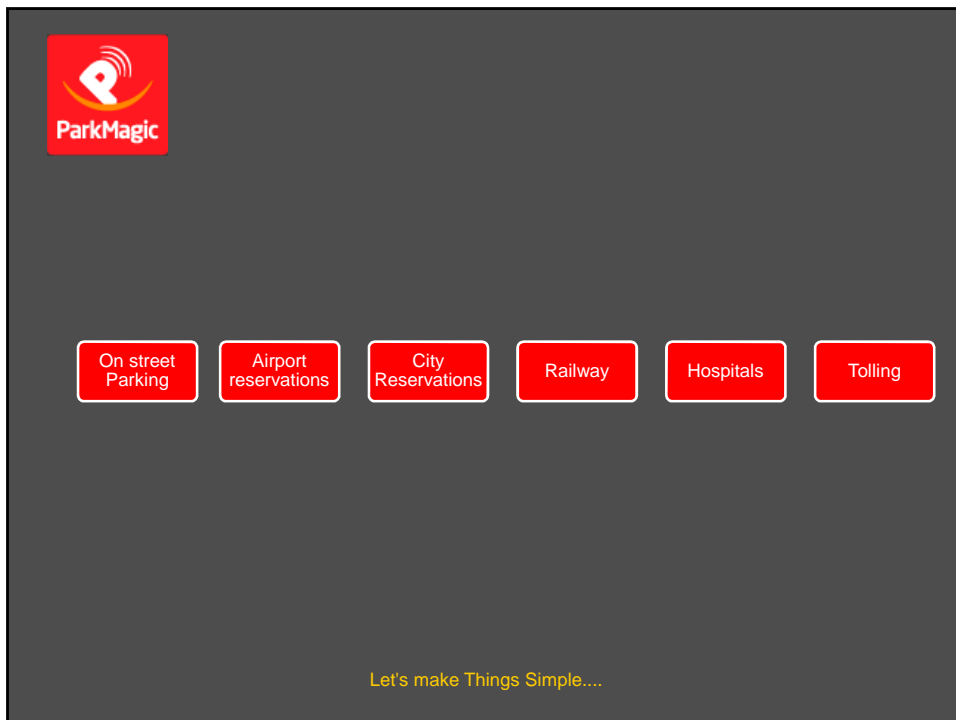 ParkMagic
On street
Parking
Airport
reservations
City
Reservations
Railway
Hospitals
Tolling
Let's make Things Simple....